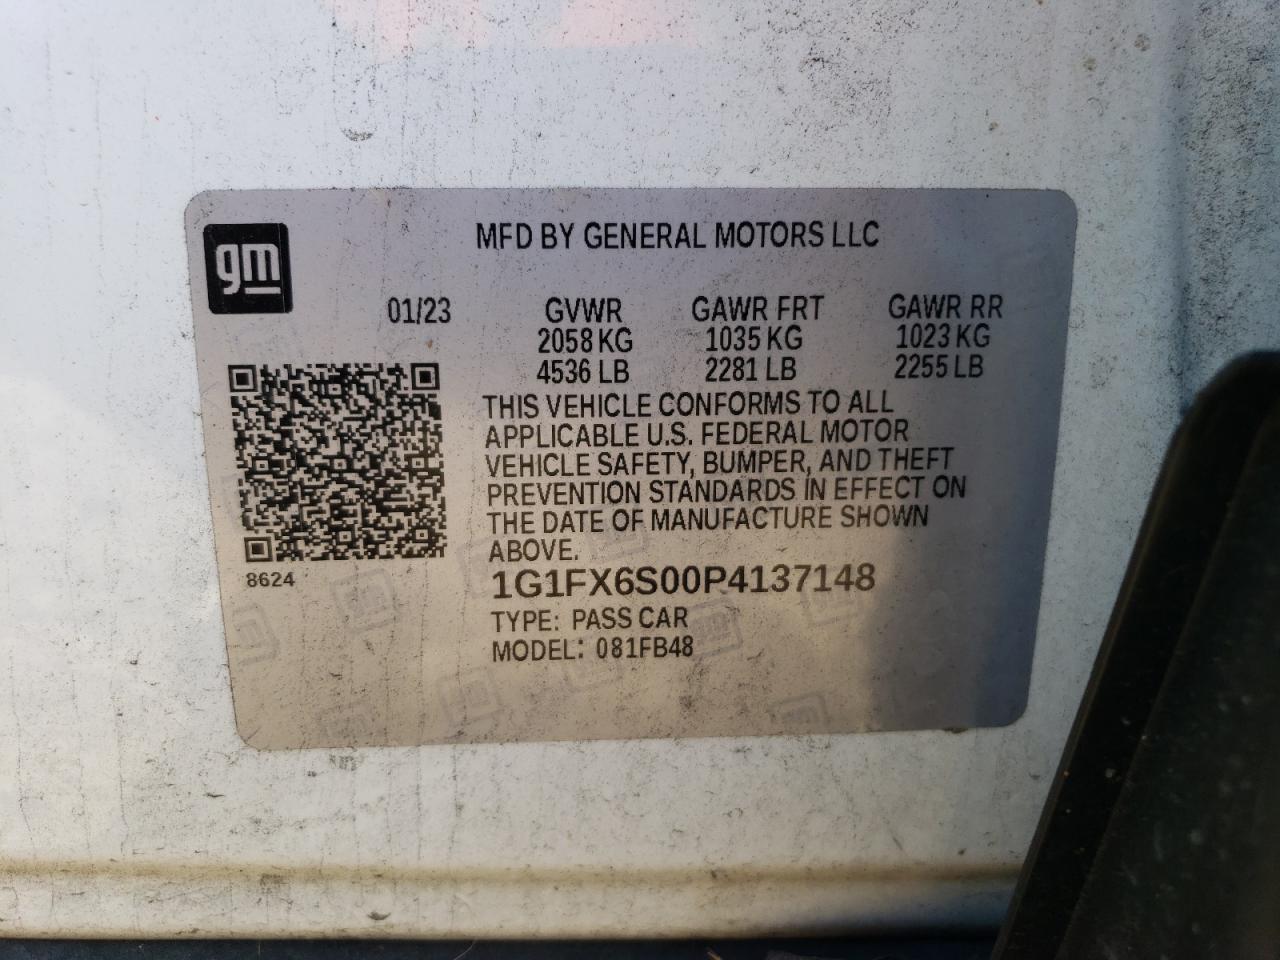 gm
MFD BY GENERAL MOTORS LLC
01/23 GVWR GAWR FRT GAWR RR
2058 KG 1035 KG 1023 KG
4536 LB 2281 LB 2255 LB
THIS VEHICLE CONFORMS TO ALL
APPLICABLE U.S. FEDERAL MOTOR
VEHICLE SAFETY, BUMPER, AND THEFT
PREVENTION STANDARDS IN EFFECT ON
THE DATE OF MANUFACTURE SHOWN
ABOVE.
8624
1G1FX6S00P4137148
TYPE: PASS CAR
MODEL: 081FB48